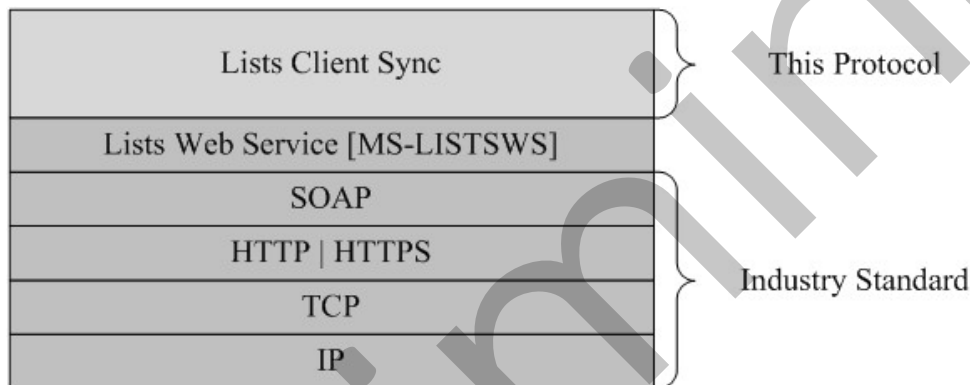 Lists Client Sync
This Protocol
Lists Web Service [MS-LISTSWS]
SOAP
HTTP | HTTPS
Industry Standard
TCP
IP